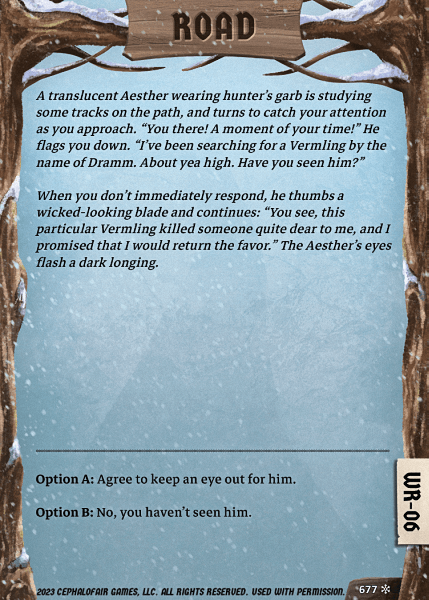 ROAD
A translucent Aesther wearing hunter's garb is studying
some tracks on the path, and turns to catch your attention
as you approach. “You there! A moment of your time!” He
flags you down. “I've been searching for a Vermling by the
name of Dramm. About yea high. Have you seen him?”
When you don't immediately respond, he thumbs a
wicked-looking blade and continues: “You see, this
particular Vermling killed someone quite dear to me, and I
promised that I would return the favor.” The Aesther's eyes
flash a dark longing.
Option A: Agree to keep an eye out for him.
Option B: No, you haven't seen him.
WR-06
2023 CEPHALOFAIR GAMES, LLC. ALL RIGHTS RESERVED. USED WITH PERMISSION.
*677